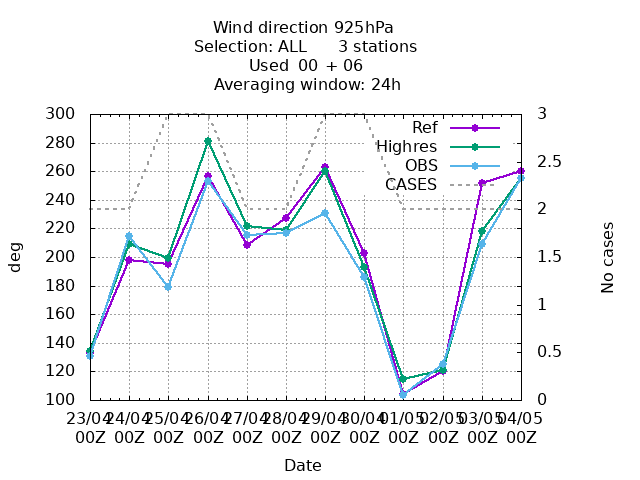 Wind direction 925hPa
Selection: ALL 3 stations
Used 00 + 06
Averaging window: 24h
300 3
Ref
280
Highres
260 2.5
OBS
CASES
240
220 2
200 1.5
deg
No cases
180
160 1
140
120 0.5
100 0
23/04 24/04 25/04 26/04 27/04 28/04 29/04 30/04 01/05 02/05 03/05 04/05
00Z 00Z 00Z 00Z 00Z 00Z 00Z 00Z 00Z 00Z 00Z 00Z
Date